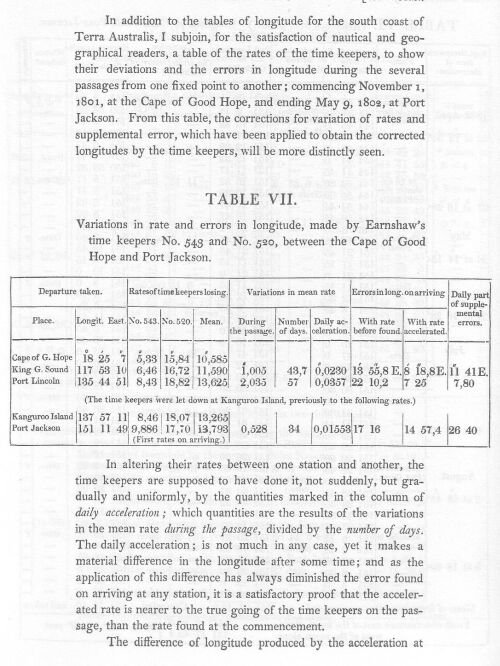 In addition to the tables of longitude for the south coast of
Terra Australis, I subjoin, for the satisfaction of nautical and geo-
graphical readers, a table of the rates of the time keepers, to show
their deviations and the errors in longitude during the several
passages from one fixed point to another; commencing November 1,
1801, at the Cape of Good Hope, and ending May 9, 1802, at Port
Jackson. From this table, the corrections for variation of rates and
supplemental error, which have been applied to obtain the corrected
longitudes by the time keepers, will be more distinctly seen.
TABLE VII.
Variations in rate and errors in longitude, made by Earnshaw's
time keepers No. 543 and No. 520, between the Cape of Good
Hope and Port Jackson.
Departure taken. Rates of time keepers losing. Variations in mean rate Errors in long. on arriving Daily part of supple- mental errors.
Place. Longit. East. No. 543. No. 520. Mean. During the passage. Number of days. Daily ac- celeration. With rate before found. With rate accelerated.
Cape of G. Hope 18 25 7 5,33 15,84 10,585
King G. Sound 117 53 10 6,46 16,72 11,590 1,005 43,7 0,0230 13 55,8 E. 8 18,8E. 11 41E.
Port Lincoln 135 44 51 8,43 18,82 13,625 2,035 57 0,0357 22 10,2 7 25 7,80
(The time keepers were let down at Kanguroo Island, previously to the following rates.)
Kanguroo Island 137 57 11 8,46 18,07 13,265
Port Jackson 151 11 49 9,886 17,70 13,793 0,528 34 0,01553 17 16 14 57,4 26 40
(First rates on arriving.)
In altering their rates between one station and another, the
time keepers are supposed to have done it, not suddenly, but gra-
dually and uniformly, by the quantities marked in the column of
daily acceleration; which quantities are the results of the variations
in the mean rate during the passage, divided by the number of days.
The daily acceleration; is not much in any case, yet it makes a
material difference in the longitude after some time; and as the
application of this difference has always diminished the error found
on arriving at any station, it is a satisfactory proof that the acceler-
ated rate is nearer to the true going of the time keepers on the pas-
sage, than the rate found at the commencement.
The difference of longitude produced by the acceleration at